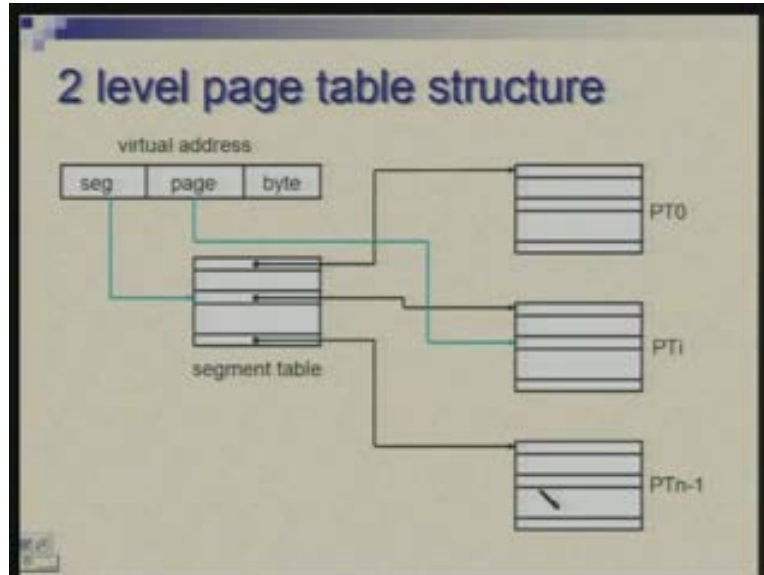 2 level page table structure
virtual address
seg page byte
PT0
PTi
segment table
PTn-1